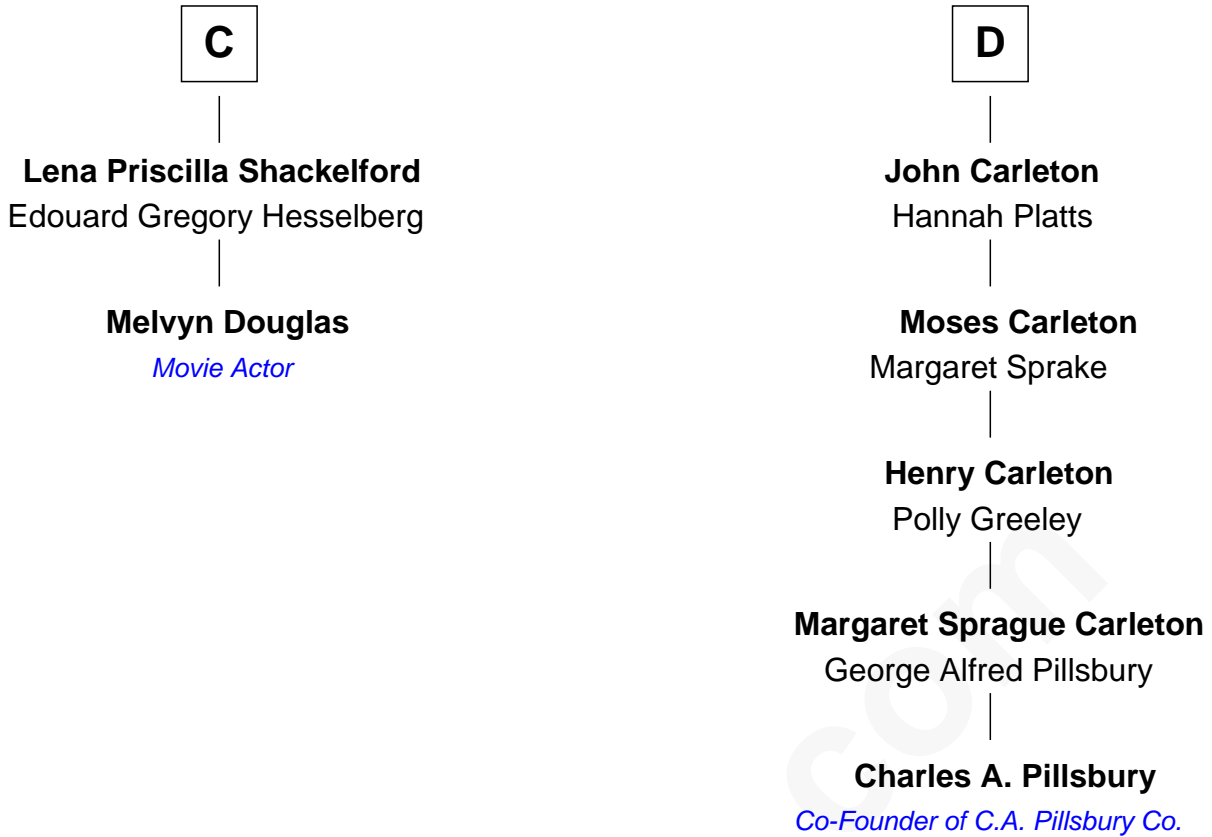 C
Lena Priscilla Shackelford
Edouard Gregory Hesselberg
Melvyn Douglas
Movie Actor
D
John Carleton
Hannah Platts
Moses Carleton
Margaret Sprake
Henry Carleton
Polly Greeley
Margaret Sprague Carleton
George Alfred Pillsbury
Charles A. Pillsbury
Co-Founder of C.A. Pillsbury Co.
com